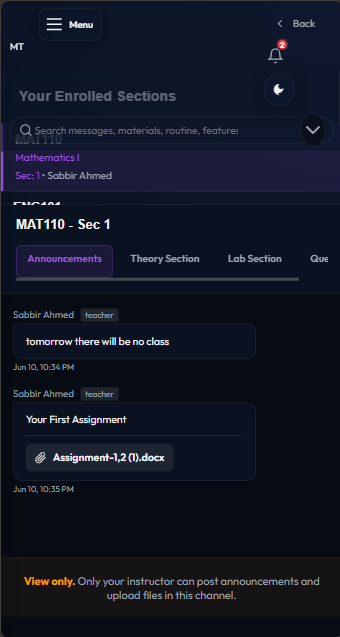 Menu
Back
MT
2
Your Enrolled Sections
Search messages, materials, routine, features
MAT110
Mathematics I
Sec: 1 • Sabbir Ahmed
ENG101
MAT110 - Sec 1
Announcements
Theory Section
Lab Section
Que
Sabbir Ahmed teacher
tomorrow there will be no class
Jun 10, 10:34 PM
Sabbir Ahmed teacher
Your First Assignment
Assignment-1,2 (1).docx
Jun 10, 10:35 PM
View only. Only your instructor can post announcements and
upload files in this channel.